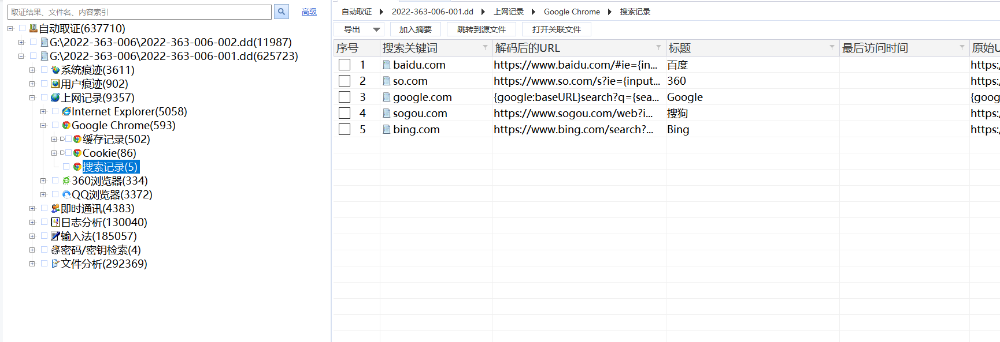 取证结果、文件名、内容索引
高级
自动取证(637710)
G:\2022-363-006\2022-363-006-002.dd(11987)
G:\2022-363-006\2022-363-006-001.dd(625723)
系统痕迹(3611)
用户痕迹(902)
上网记录(9357)
Internet Explorer(5058)
Google Chrome(593)
缓存记录(502)
Cookie(86)
搜索记录(5)
360浏览器(334)
QQ浏览器(3372)
即时通讯(4383)
日志分析(130040)
输入法(185057)
密码/密钥检索(4)
文件分析(292369)
自动取证 2022-363-006-001.dd 上网记录 Google Chrome 搜索记录
导出 加入摘要 跳转到源文件 打开关联文件
序号 搜索关键词 解码后的URL 标题 最后访问时间 原始U
1 baidu.com https://www.baidu.com/#ie={in... 百度 https:/
2 so.com https://www.so.com/s?ie={input... 360 https:/
3 google.com {google:baseURL}search?q={sea... Google {goog
4 sogou.com https://www.sogou.com/web?i... 搜狗 https:/
5 bing.com https://www.bing.com/search?... Bing https:/